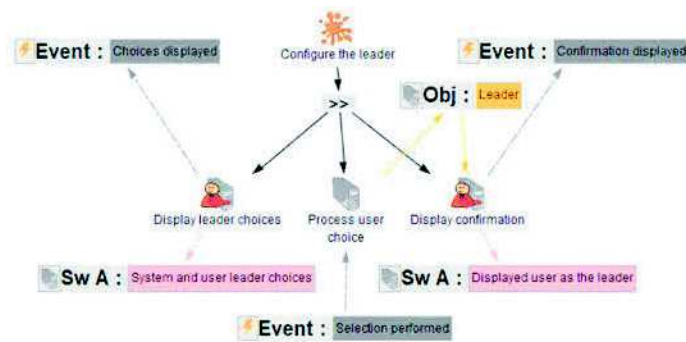 Event : Choices displayed
Configure the leader
Event : Confirmation displayed
>>
Obj : Leader
Display leader choices
Process user
choice
Display confirmation
Sw A : System and user leader choices
Sw A : Displayed user as the leader
Event : Selection performed